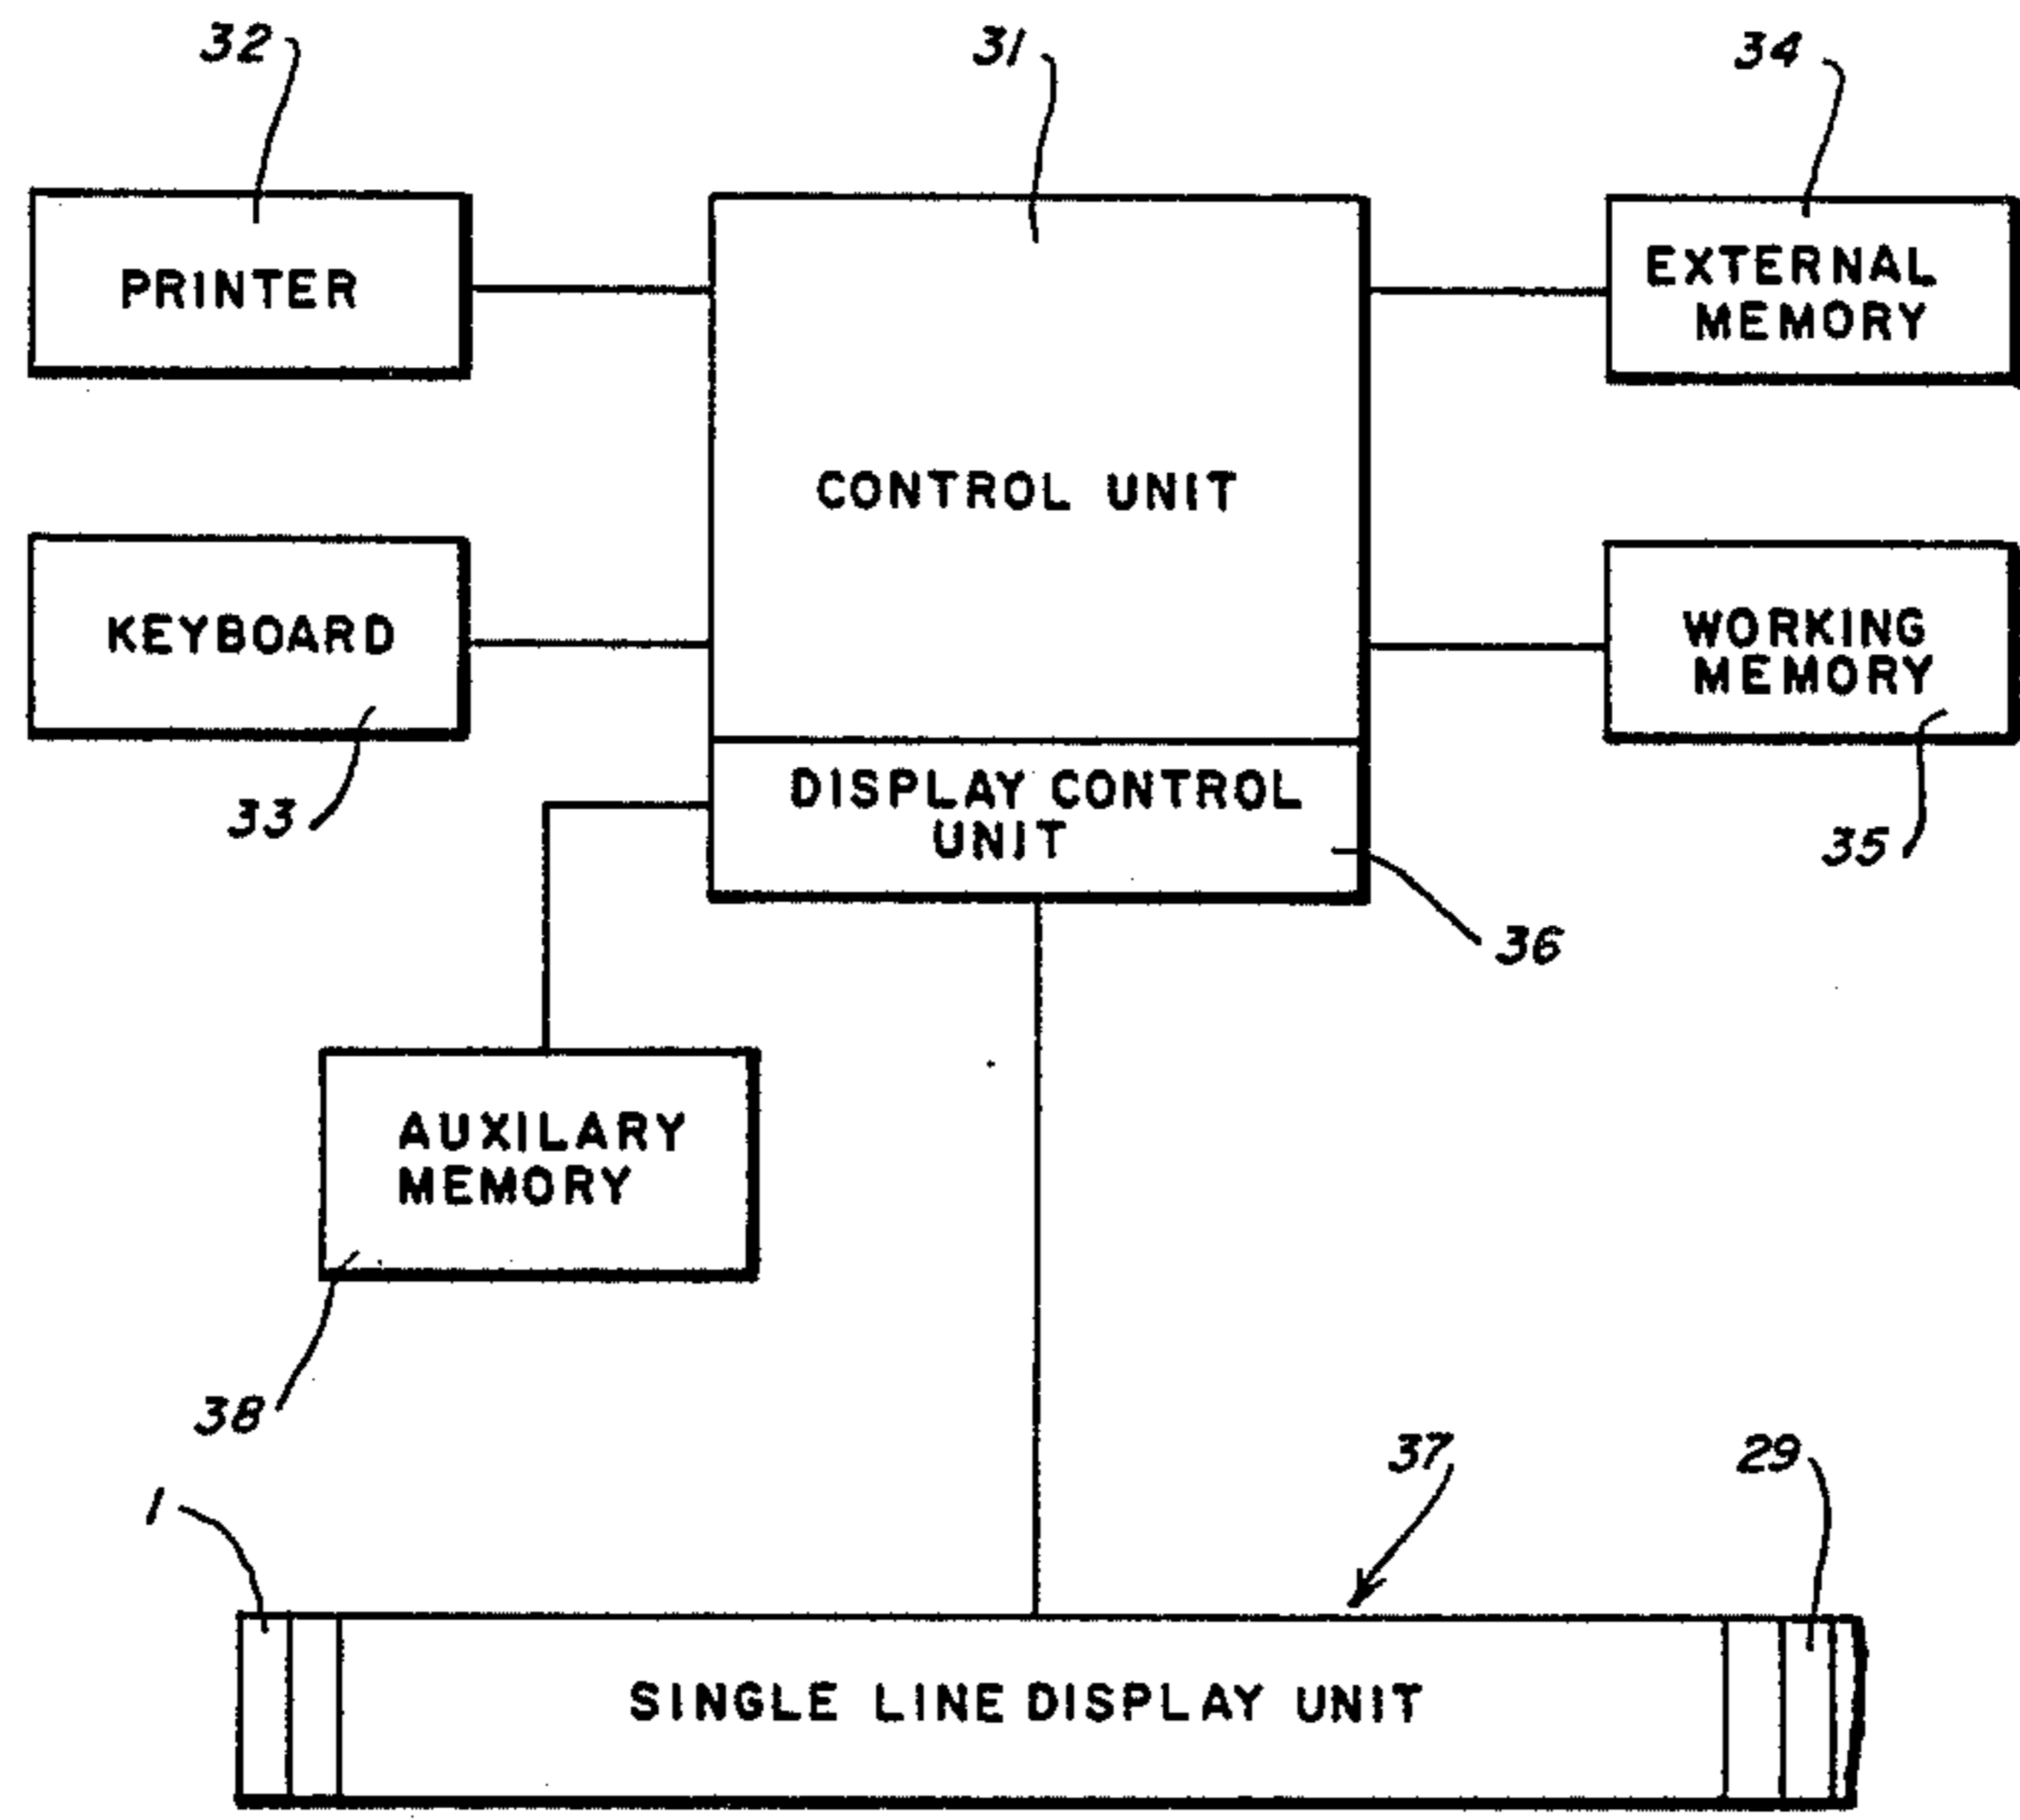 32
31
34
PRINTER
CONTROL UNIT
EXTERNAL
MEMORY
KEYBOARD
33
WORKING
MEMORY
35
DISPLAY CONTROL
UNIT
36
AUXILARY
MEMORY
38
37
29
1
SINGLE LINE DISPLAY UNIT